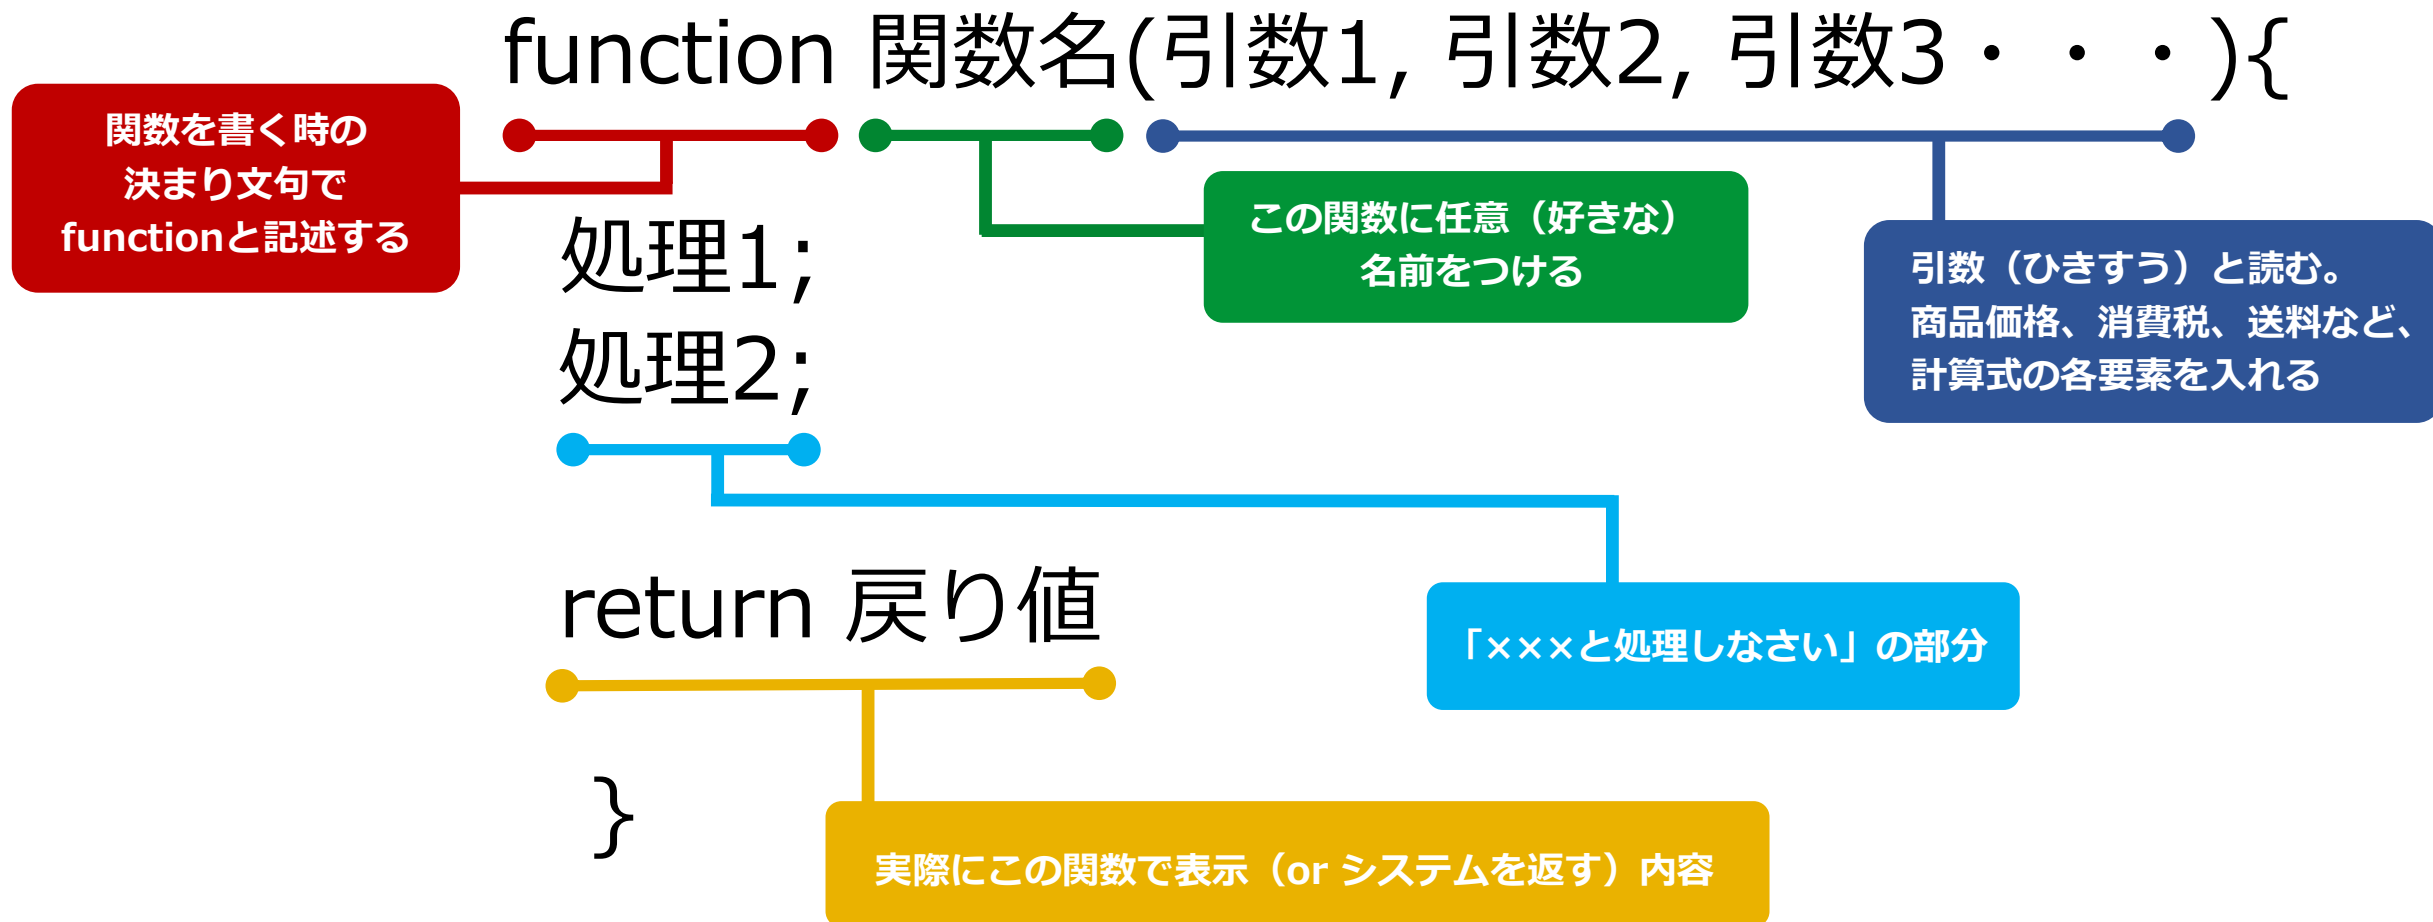 function 関数名(引数1, 引数2, 引数3・・・){
関数を書く時の
決まり文句で
functionと記述する
この関数に任意（好きな）
名前をつける
引数（ひきすう）と読む。
商品価格、消費税、送料など、
計算式の各要素を入れる
処理1;
処理2;
「×××と処理しなさい」の部分
return 戻り値
実際にこの関数で表示（or システムを返す）内容
}